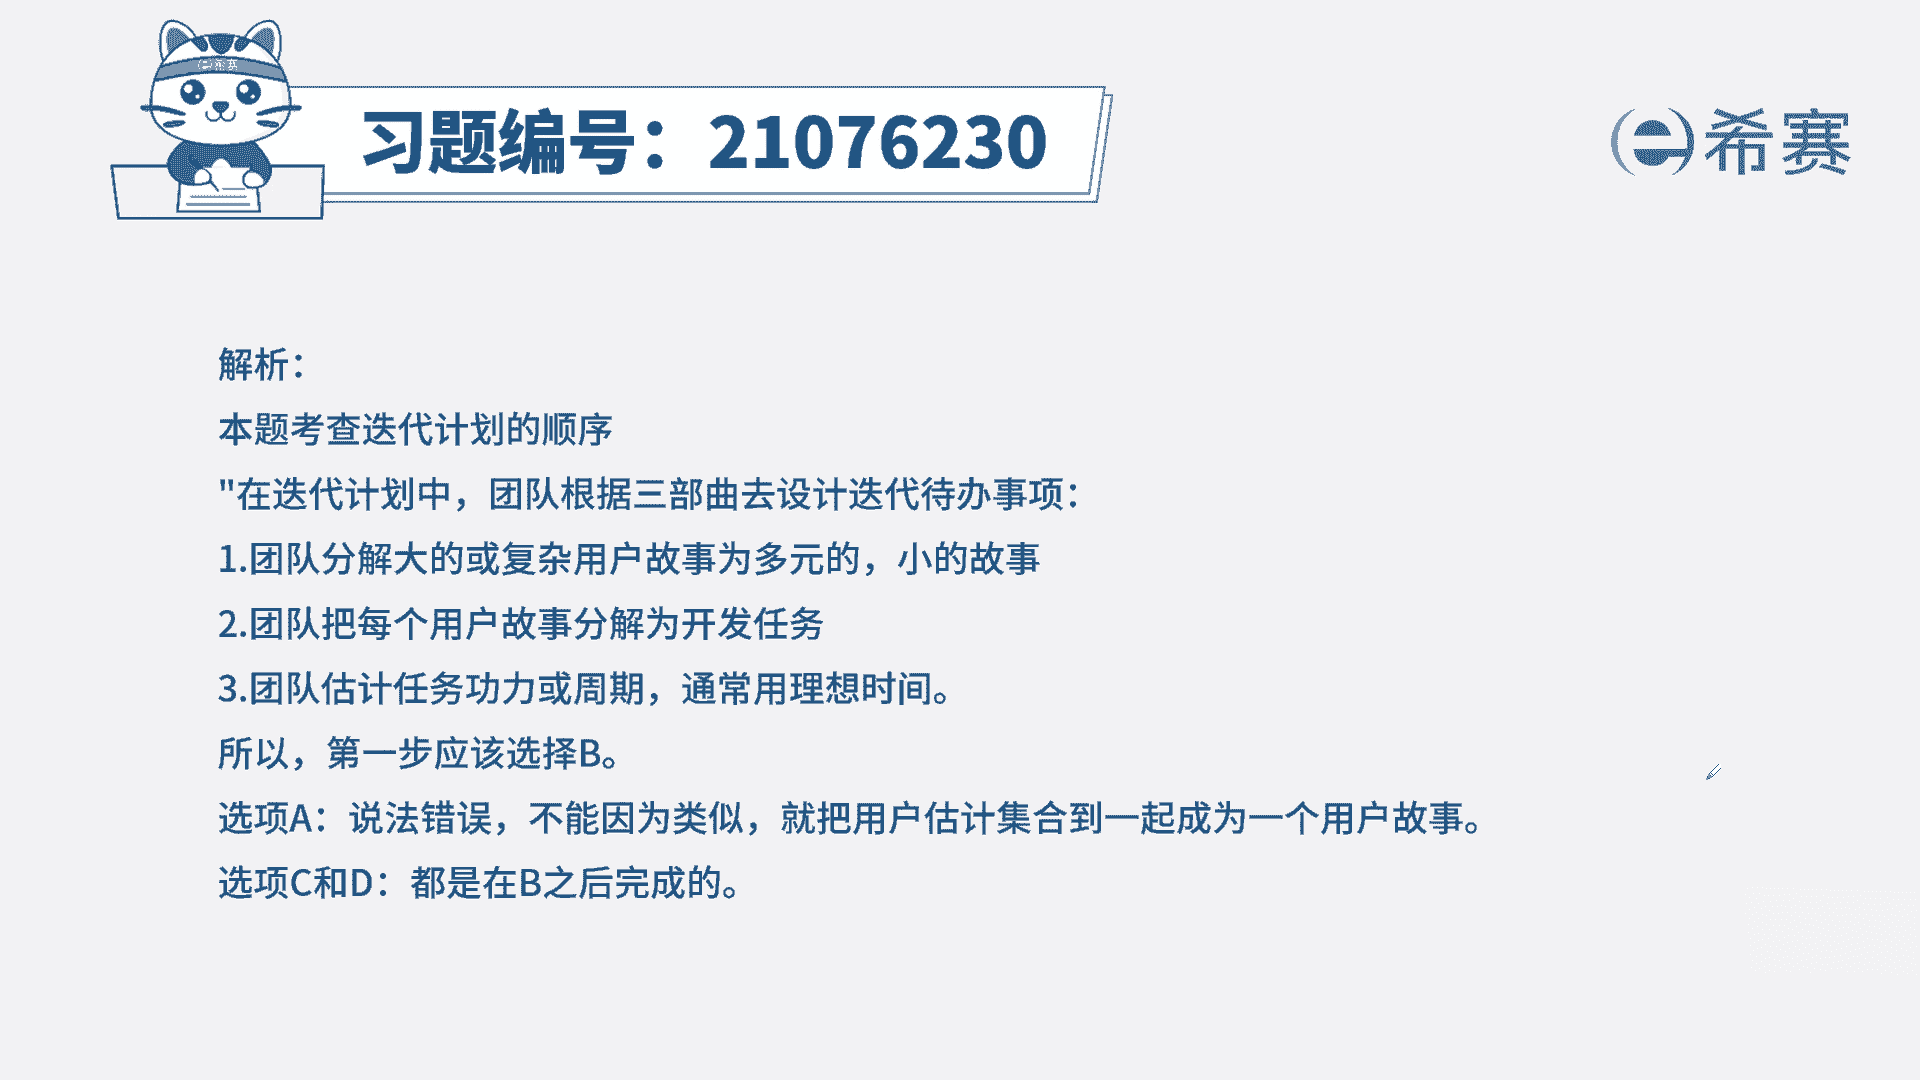 希赛
习题编号：21076230
希赛
解析：
本题考查迭代计划的顺序
"在迭代计划中，团队根据三部曲去设计迭代待办事项：
1.团队分解大的或复杂用户故事为多元的，小的故事
2.团队把每个用户故事分解为开发任务
3.团队估计任务功力或周期，通常用理想时间。
所以，第一步应该选择B。
选项A：说法错误，不能因为类似，就把用户估计集合到一起成为一个用户故事。
选项C和D：都是在B之后完成的。